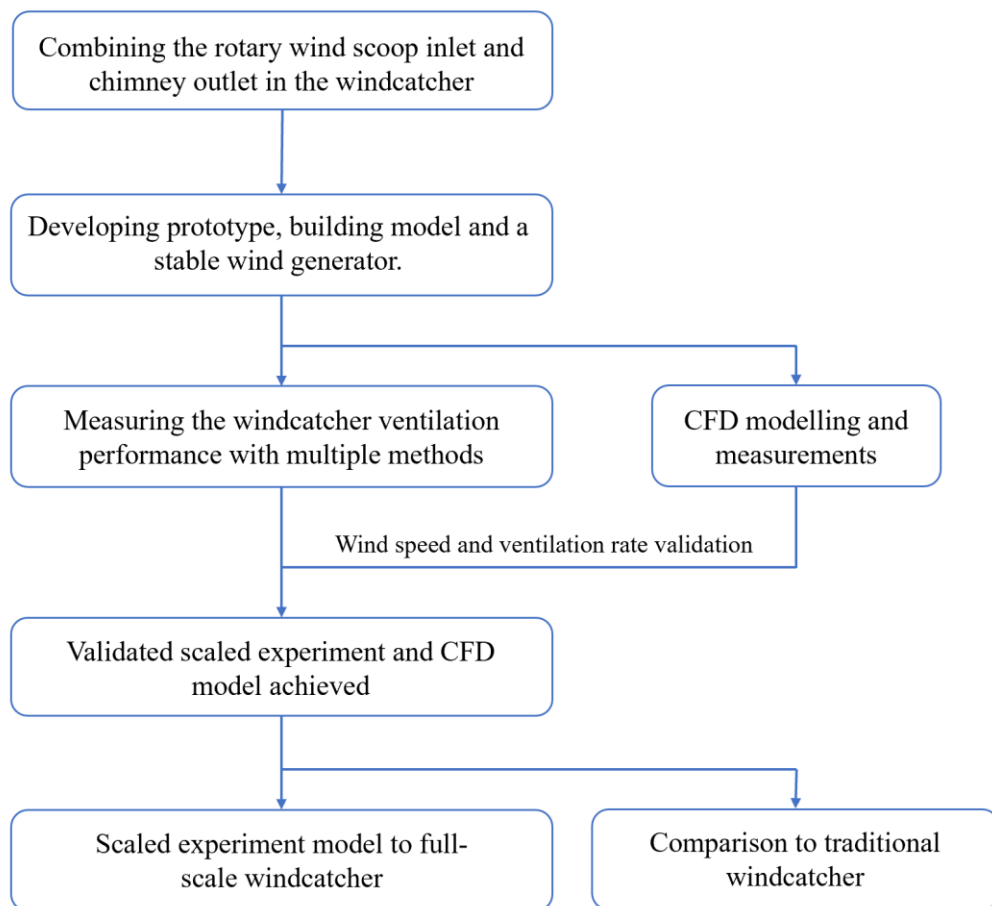 Combining the rotary wind scoop inlet and
chimney outlet in the windcatcher
Developing prototype, building model and a
stable wind generator.
Measuring the windcatcher ventilation
performance with multiple methods
CFD modelling and
measurements
Wind speed and ventilation rate validation
Validated scaled experiment and CFD
model achieved
Scaled experiment model to full-
scale windcatcher
Comparison to traditional
windcatcher